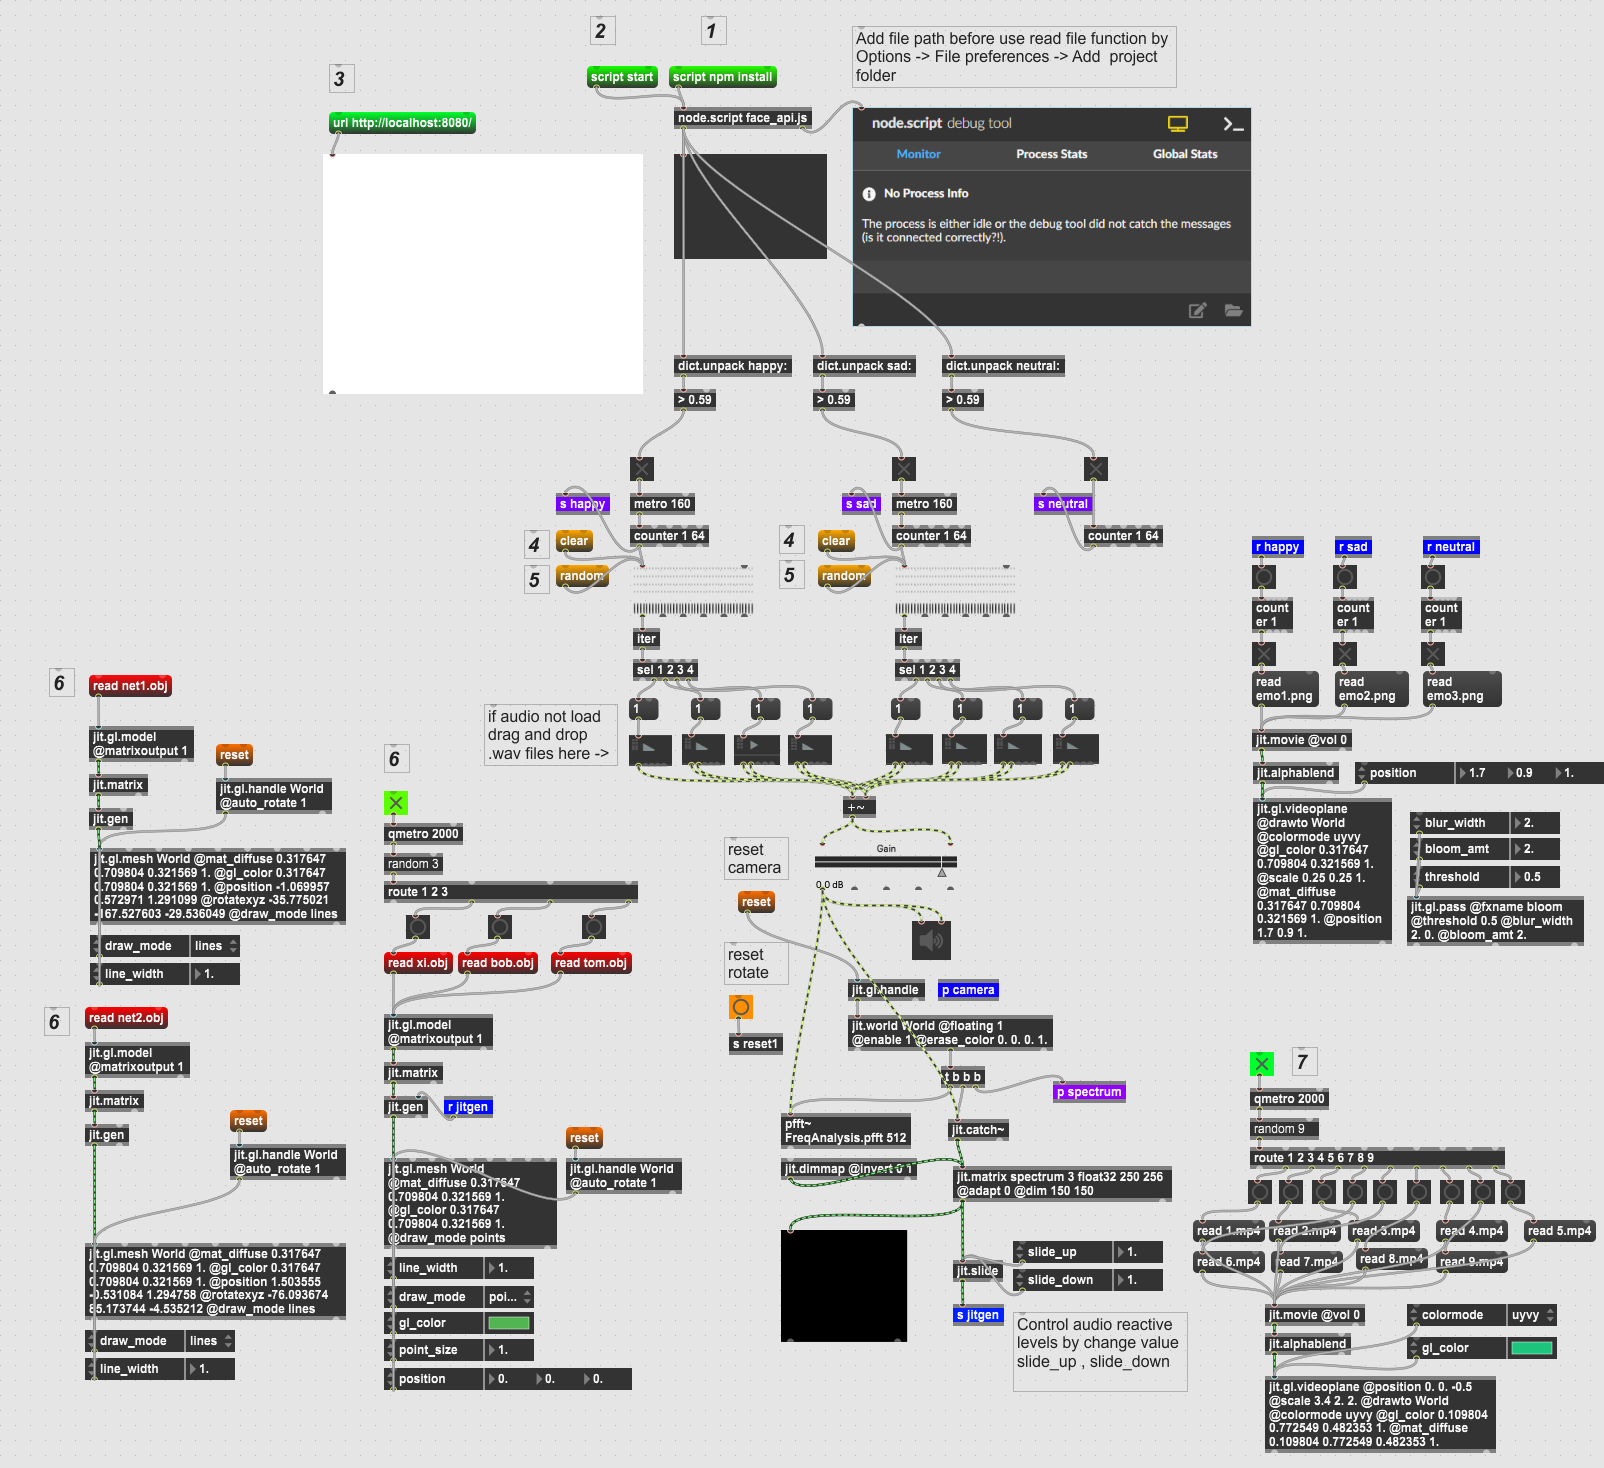 2
1
Add file path before use read file function by
Options -> File preferences -> Add  project
folder
3
script start
script npm install
url http://localhost:8080/
node.script face_api.js
node.script debug tool
Monitor
Process Stats
Global Stats
No Process Info
The process is either idle or the debug tool did not catch the messages
(is it connected correctly?!).
dict.unpack happy:
dict.unpack sad:
dict.unpack neutral:
> 0.59
> 0.59
> 0.59
s happy
metro 160
s sad
metro 160
s neutral
counter 1 64
counter 1 64
counter 1 64
4
clear
4
clear
5
random
5
random
iter
iter
sel 1 2 3 4
sel 1 2 3 4
1
1
1
1
1
1
1
1
if audio not load
drag and drop
.wav files here ->
+~
Gain
0.0 dB
r happy
r sad
r neutral
count
er 1
count
er 1
count
er 1
read
emo1.png
read
emo2.png
read
emo3.png
jit.movie @vol 0
jit.alphablend
position
1.7
0.9
1.
jit.gl.videoplane
@drawto World
@colormode uyvy
@gl_color 0.317647
0.709804 0.321569 1.
@scale 0.25 0.25 1.
@mat_diffuse
0.317647 0.709804
0.321569 1. @position
1.7 0.9 1.
blur_width
2.
bloom_amt
2.
threshold
0.5
jit.gl.pass @fxname bloom
@threshold 0.5 @blur_width
2. 0. @bloom_amt 2.
6
read net1.obj
jit.gl.model
@matrixoutput 1
reset
jit.matrix
jit.gl.handle World
@auto_rotate 1
jit.gen
jit.gl.mesh World @mat_diffuse 0.317647
0.709804 0.321569 1. @gl_color 0.317647
0.709804 0.321569 1. @position -1.069957
0.572971 1.291099 @rotatexyz -35.775021
-167.527603 -29.536049 @draw_mode lines
draw_mode
lines
line_width
1.
6
read net2.obj
jit.gl.model
@matrixoutput 1
jit.matrix
reset
jit.gen
jit.gl.handle World
@auto_rotate 1
jit.gl.mesh World @mat_diffuse 0.317647
0.709804 0.321569 1. @gl_color 0.317647
0.709804 0.321569 1. @position 1.503555
-0.531084 1.294758 @rotatexyz -76.093674
85.173744 -4.535212 @draw_mode lines
draw_mode
lines
line_width
1.
6
qmetro 2000
random 3
route 1 2 3
read xi.obj
read bob.obj
read tom.obj
jit.gl.model
@matrixoutput 1
jit.matrix
jit.gen
r jitgen
reset
jit.gl.mesh World
@mat_diffuse 0.317647
0.709804 0.321569 1.
@gl_color 0.317647
0.709804 0.321569 1.
@draw_mode points
jit.gl.handle World
@auto_rotate 1
line_width
1.
draw_mode
poi...
gl_color
point_size
1.
position
0.
0.
0.
reset
camera
reset
reset
rotate
s reset1
jit.gl.handle
p camera
jit.world World @floating 1
@enable 1 @erase_color 0. 0. 0. 1.
t b b b
p spectrum
pfft~
FreqAnalysis.pfft 512
jit.catch~
jit.dimmap @invert 0 1
jit.matrix spectrum 3 float32 250 256
@adapt 0 @dim 150 150
slide_up
1.
jit.slide
slide_down
1.
s jitgen
Control audio reactive
levels by change value
slide_up , slide_down
7
qmetro 2000
random 9
route 1 2 3 4 5 6 7 8 9
read 1.mp4
read 2.mp4
read 3.mp4
read 4.mp4
read 5.mp4
read 6.mp4
read 7.mp4
read 8.mp4
read 9.mp4
jit.movie @vol 0
colormode
uyvy
jit.alphablend
gl_color
jit.gl.videoplane @position 0. 0. -0.5
@scale 3.4 2. 2. @drawto World
@colormode uyvy @gl_color 0.109804
0.772549 0.482353 1. @mat_diffuse
0.109804 0.772549 0.482353 1.